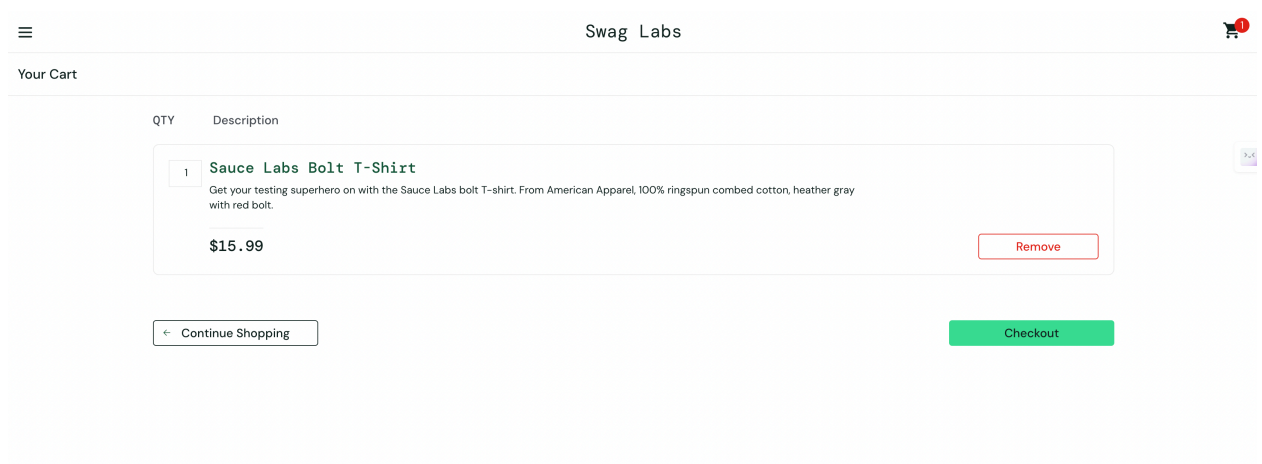 Swag Labs
1
Your Cart
QTY Description
1
Sauce Labs Bolt T-Shirt
Get your testing superhero on with the Sauce Labs bolt T-shirt. From American Apparel, 100% ringspun combed cotton, heather gray
with red bolt.
$15.99
Remove
← Continue Shopping
Checkout